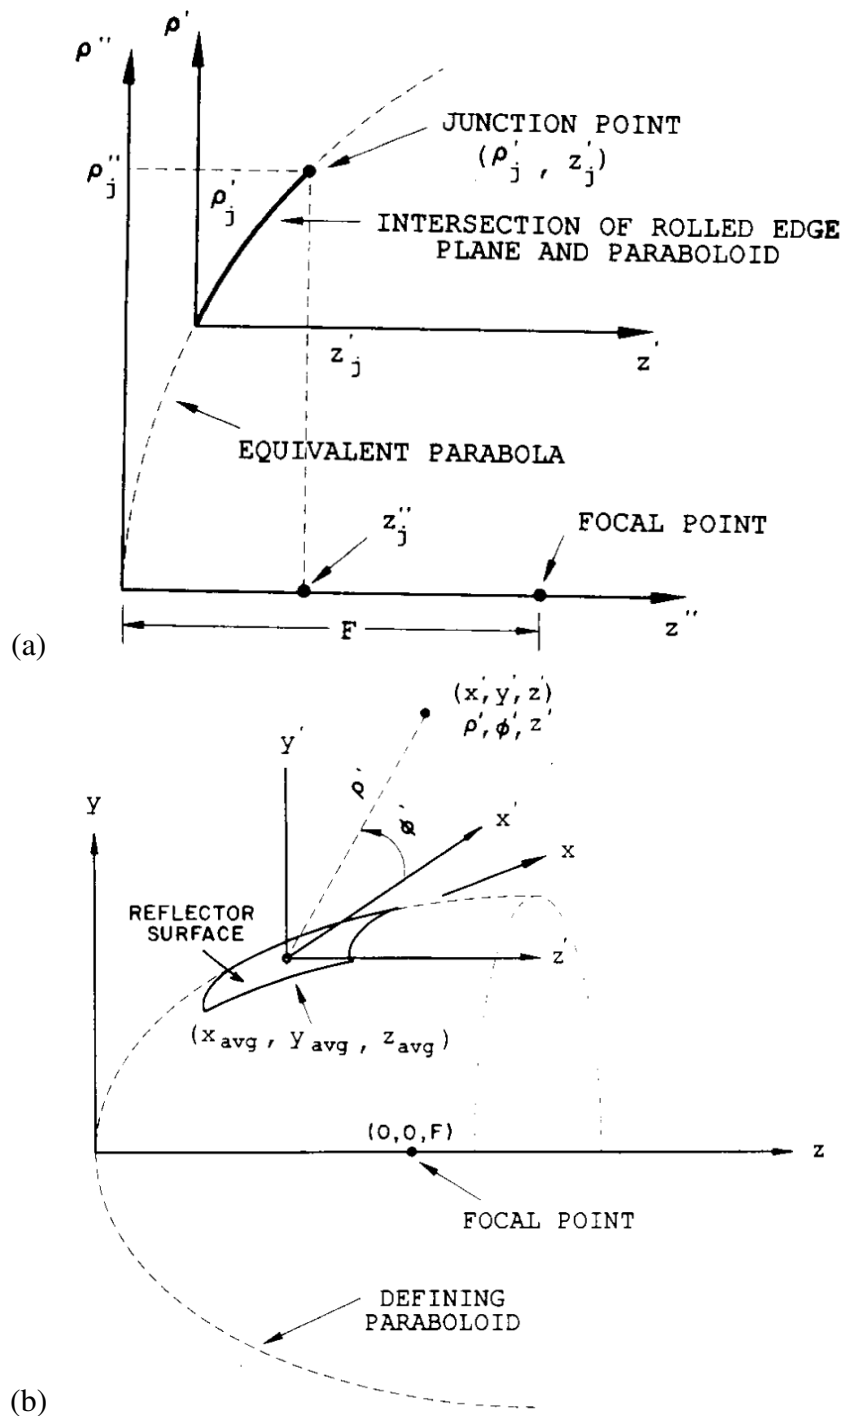 ρ'' ρ'
JUNCTION POINT
(ρ'j , z'j)
ρ''j ρ'j
INTERSECTION OF ROLLED EDGE
PLANE AND PARABOLOID
z'j z'
EQUIVALENT PARABOLA
z''j FOCAL POINT
z''
F
(a)
(x', y', z')
ρ', ϕ', z'
y'
ρ'
ϕ' x'
y
x
REFLECTOR
SURFACE
z'
(xavg , yavg , zavg)
(0,0,F)
z
FOCAL POINT
DEFINING
PARABOLOID
(b)